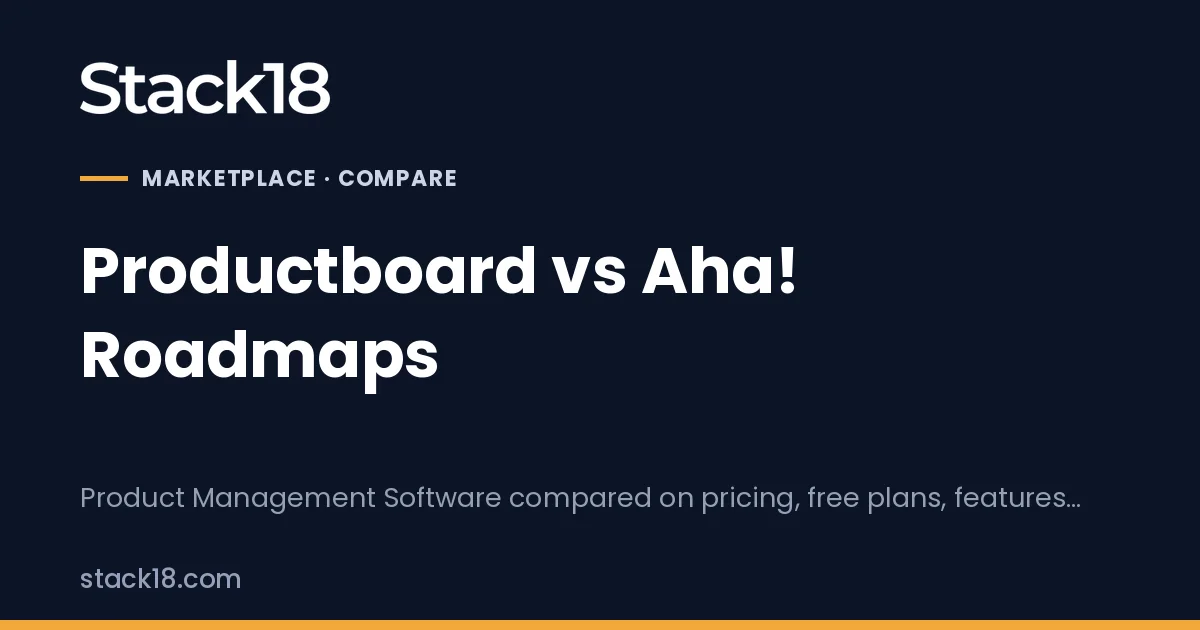 Stack18
MARKETPLACE · COMPARE
Productboard vs Aha!
Roadmaps
Product Management Software compared on pricing, free plans, features…
stack18.com